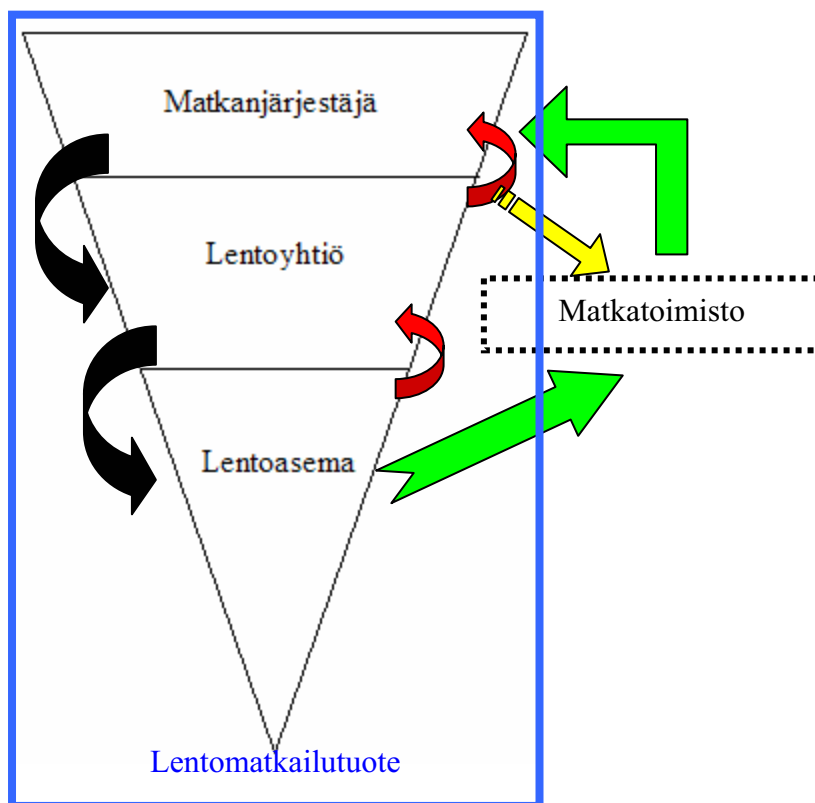 Matkanjärjestäjä
Lentoyhtiö
Matkatoimisto
Lentoasema
Lentomatkailutuote